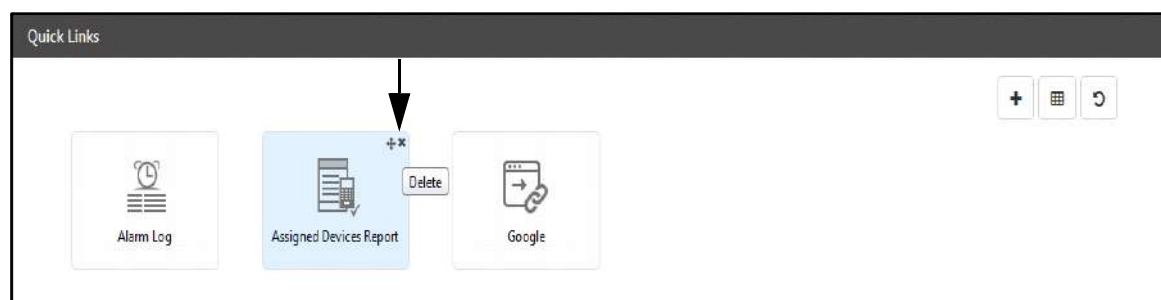 Quick Links
Delete
Alarm Log
Assigned Devices Report
Google